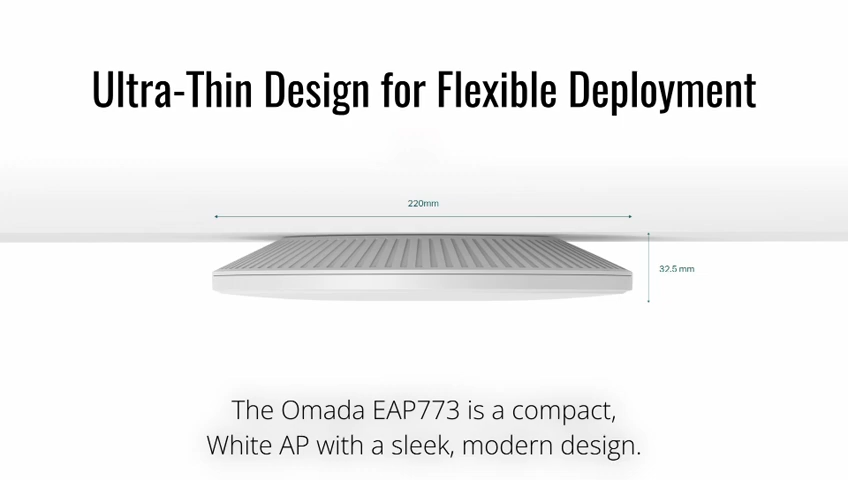 Ultra-Thin Design for Flexible Deployment
220mm
32.5 mm
The Omada EAP773 is a compact,
White AP with a sleek, modern design.